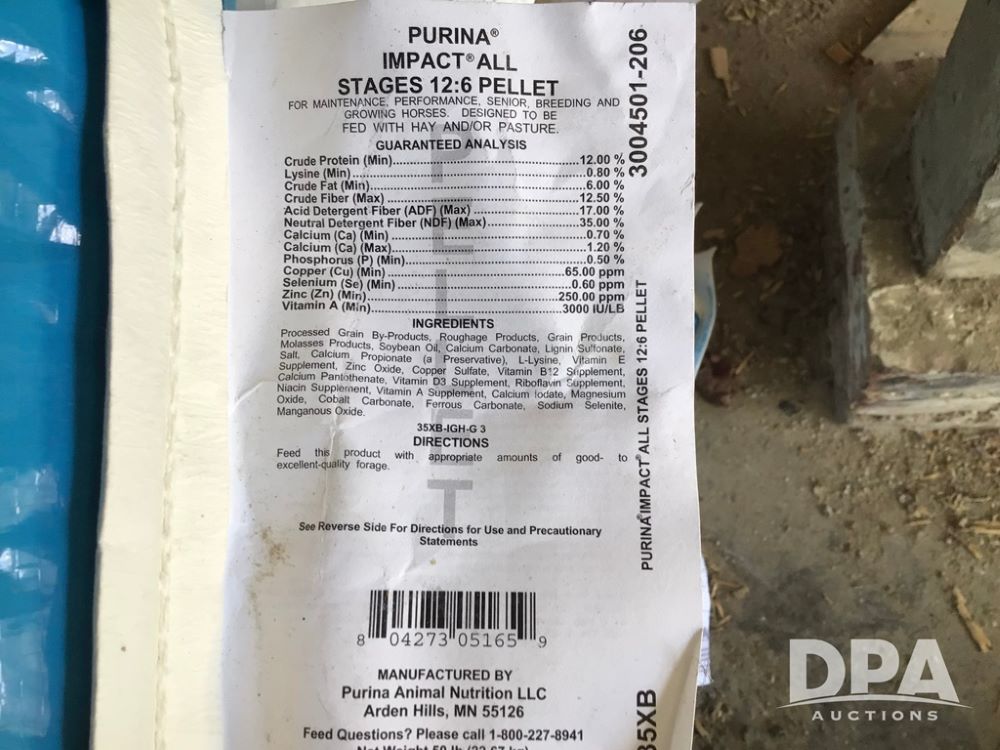 PURINA®
IMPACT® ALL
STAGES 12:6 PELLET
FOR MAINTENANCE, PERFORMANCE, SENIOR, BREEDING AND
GROWING HORSES. DESIGNED TO BE
FED WITH HAY AND/OR PASTURE.
GUARANTEED ANALYSIS
Crude Protein (Min)....12.00 %
Lysine (Min)....0.80 %
Crude Fat (Min)....6.00 %
Crude Fiber (Max)....12.50 %
Acid Detergent Fiber (ADF) (Max)....17.00 %
Neutral Detergent Fiber (NDF) (Max)....35.00 %
Calcium (Ca) (Min)....0.70 %
Calcium (Ca) (Max)....1.20 %
Phosphorus (P) (Min)....0.50 %
Copper (Cu) (Min)....65.00 ppm
Selenium (Se) (Min)....0.60 ppm
Zinc (Zn) (Min)....250.00 ppm
Vitamin A (Min)....3000 IU/LB
INGREDIENTS
Processed Grain By-Products, Roughage Products, Grain Products,
Molasses Products, Soybean Oil, Calcium Carbonate, Lignin Sulfonate,
Salt, Calcium Propionate (a Preservative), L-Lysine, Vitamin E
Supplement, Zinc Oxide, Copper Sulfate, Vitamin B12 Supplement,
Calcium Pantothenate, Vitamin D3 Supplement, Riboflavin Supplement,
Niacin Supplement, Vitamin A Supplement, Calcium Iodate, Magnesium
Oxide, Cobalt Carbonate, Ferrous Carbonate, Sodium Selenite,
Manganous Oxide.
35XB-IGH-G 3
DIRECTIONS
Feed this product with appropriate amounts of good- to
excellent-quality forage.
See Reverse Side For Directions for Use and Precautionary
Statements
8 04273 05165 9
MANUFACTURED BY
Purina Animal Nutrition LLC
Arden Hills, MN 55126
Feed Questions? Please call 1-800-227-8941
Net Weight 50 lb (22.67 kg)
PELLET
3004501-206
PURINA® IMPACT® ALL STAGES 12:6 PELLET
35XB
DPA
AUCTIONS